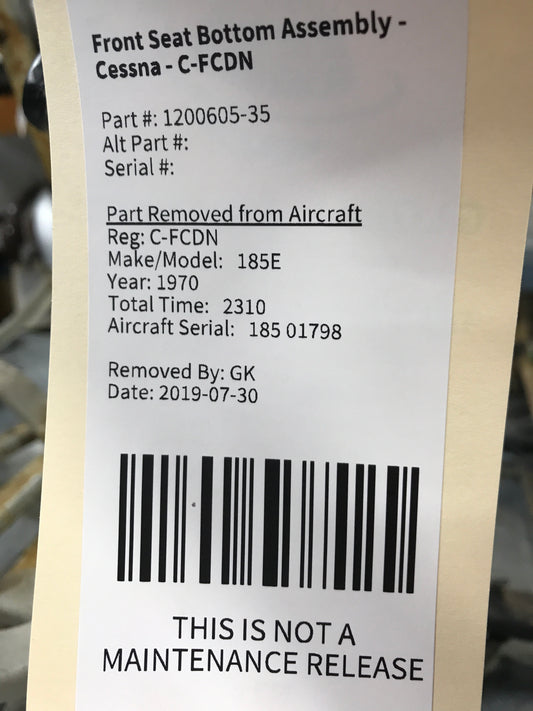 Front Seat Bottom Assembly -
Cessna - C-FCDN
Part #: 1200605-35
Alt Part #:
Serial #:
Part Removed from Aircraft
Reg: C-FCDN
Make/Model: 185E
Year: 1970
Total Time: 2310
Aircraft Serial: 185 01798
Removed By: GK
Date: 2019-07-30
THIS IS NOT A
MAINTENANCE RELEASE